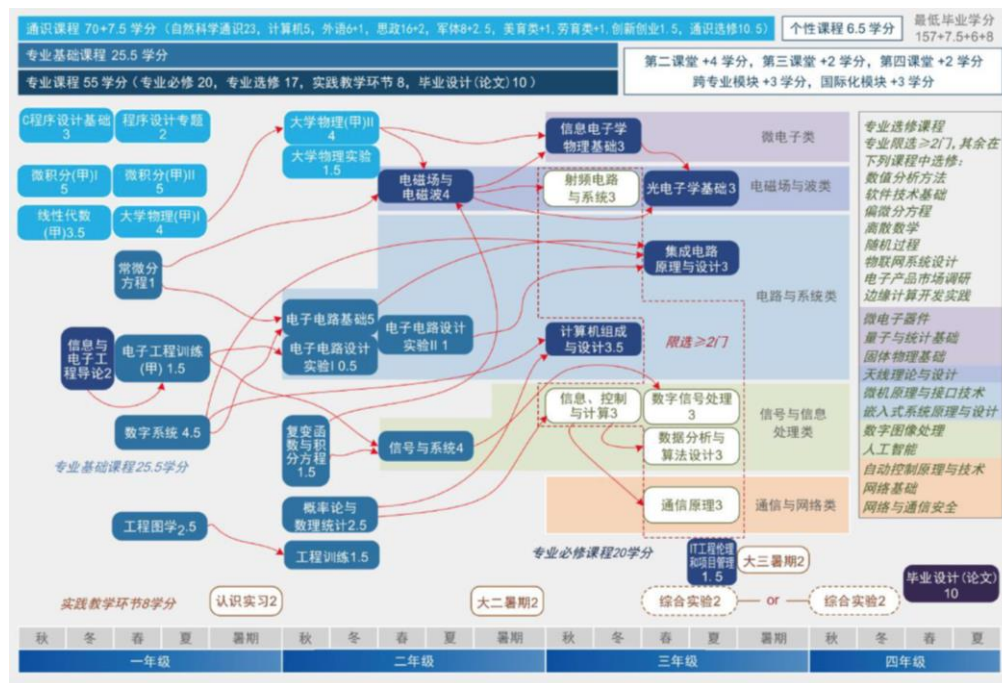 通识课程 70+7.5 学分（自然科学通识23，计算机5，外语6+1，思政16+2，军体8+2.5，美育类+1，劳育类+1，创新创业1.5，通识选修10.5）
个性课程 6.5 学分
最低毕业学分
157+7.5+6+8
专业基础课程 25.5 学分
专业课程 55 学分（专业必修 20，专业选修 17，实践教学环节 8，毕业设计(论文)10）
第二课堂 +4 学分，第三课堂 +2 学分，第四课堂 +2 学分
跨专业模块 +3 学分，国际化模块 +3 学分
C程序设计基础
3
程序设计专题
2
微积分(甲)I
5
微积分(甲)II
5
线性代数
(甲)3.5
大学物理(甲)I
4
常微分
方程1
信息与
电子工
程导论2
电子工程训练
(甲) 1.5
数字系统 4.5
专业基础课程25.5学分
工程图学2.5
大学物理(甲)II
4
大学物理实验
1.5
电磁场与
电磁波4
电子电路基础5
电子电路设计
实验I 0.5
电子电路设计
实验II 1
复变函
数与积
分方程
1.5
信号与系统4
概率论与
数理统计2.5
工程训练1.5
信息电子学
物理基础3
微电子类
射频电路
与系统3
光电子学基础3
电磁场与波类
集成电路
原理与设计3
电路与系统类
计算机组成
与设计3.5
限选≥2门
信息、控制
与计算3
数字信号处理
3
信号与信息
处理类
数据分析与
算法设计3
通信原理3
通信与网络类
专业必修课程20学分
IT工程伦理
和项目管理
1.5
大三暑期2
专业选修课程
专业限选≥2门，其余在
下列课程中选修：
数值分析方法
软件技术基础
偏微分方程
离散数学
随机过程
物联网系统设计
电子产品市场调研
边缘计算开发实践
微电子器件
量子与统计基础
固体物理基础
天线理论与设计
微机原理与接口技术
嵌入式系统原理与设计
数字图像处理
人工智能
自动控制原理与技术
网络基础
网络与通信安全
实践教学环节8学分
认识实习2
大二暑期2
综合实验2
or
综合实验2
毕业设计(论文)
10
秋 冬 春 夏 暑期 秋 冬 春 夏 暑期 秋 冬 春 夏 暑期 秋 冬 春 夏
一年级 二年级 三年级 四年级